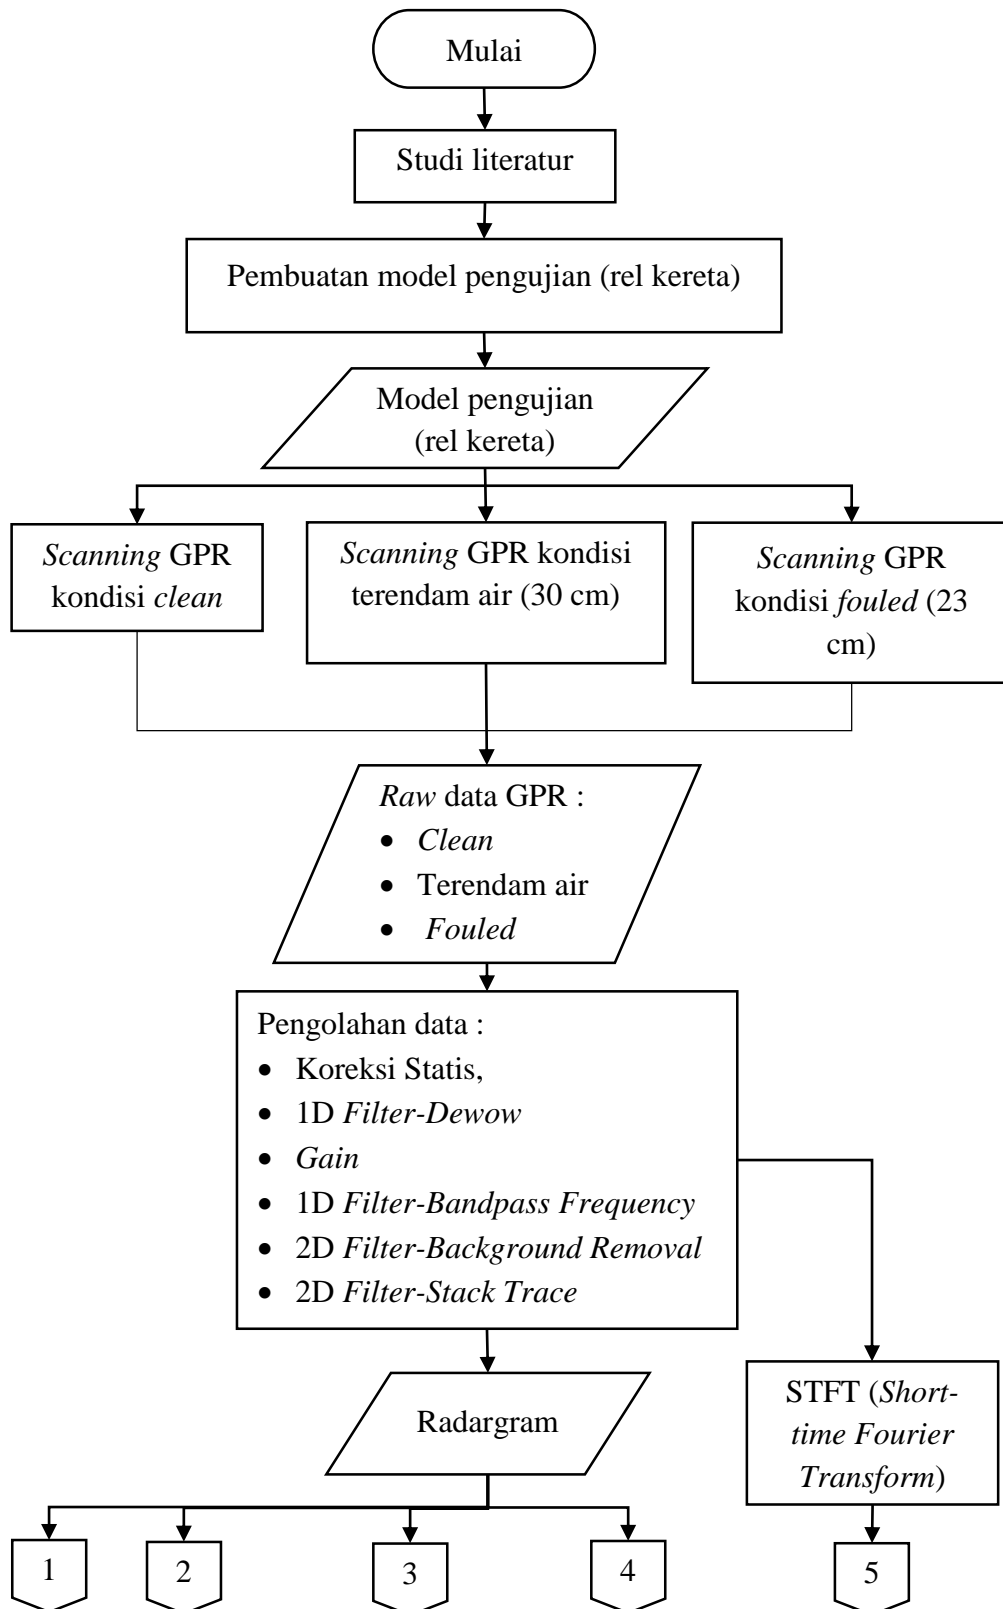 Mulai
Studi literatur
Pembuatan model pengujian (rel kereta)
Model pengujian
(rel kereta)
Scanning GPR
kondisi clean
Scanning GPR kondisi
terendam air (30 cm)
Scanning GPR
kondisi fouled (23
cm)
Raw data GPR :
• Clean
• Terendam air
• Fouled
Pengolahan data :
• Koreksi Statis,
• 1D Filter-Dewow
• Gain
• 1D Filter-Bandpass Frequency
• 2D Filter-Background Removal
• 2D Filter-Stack Trace
Radargram
STFT (Short-
time Fourier
Transform)
1
2
3
4
5